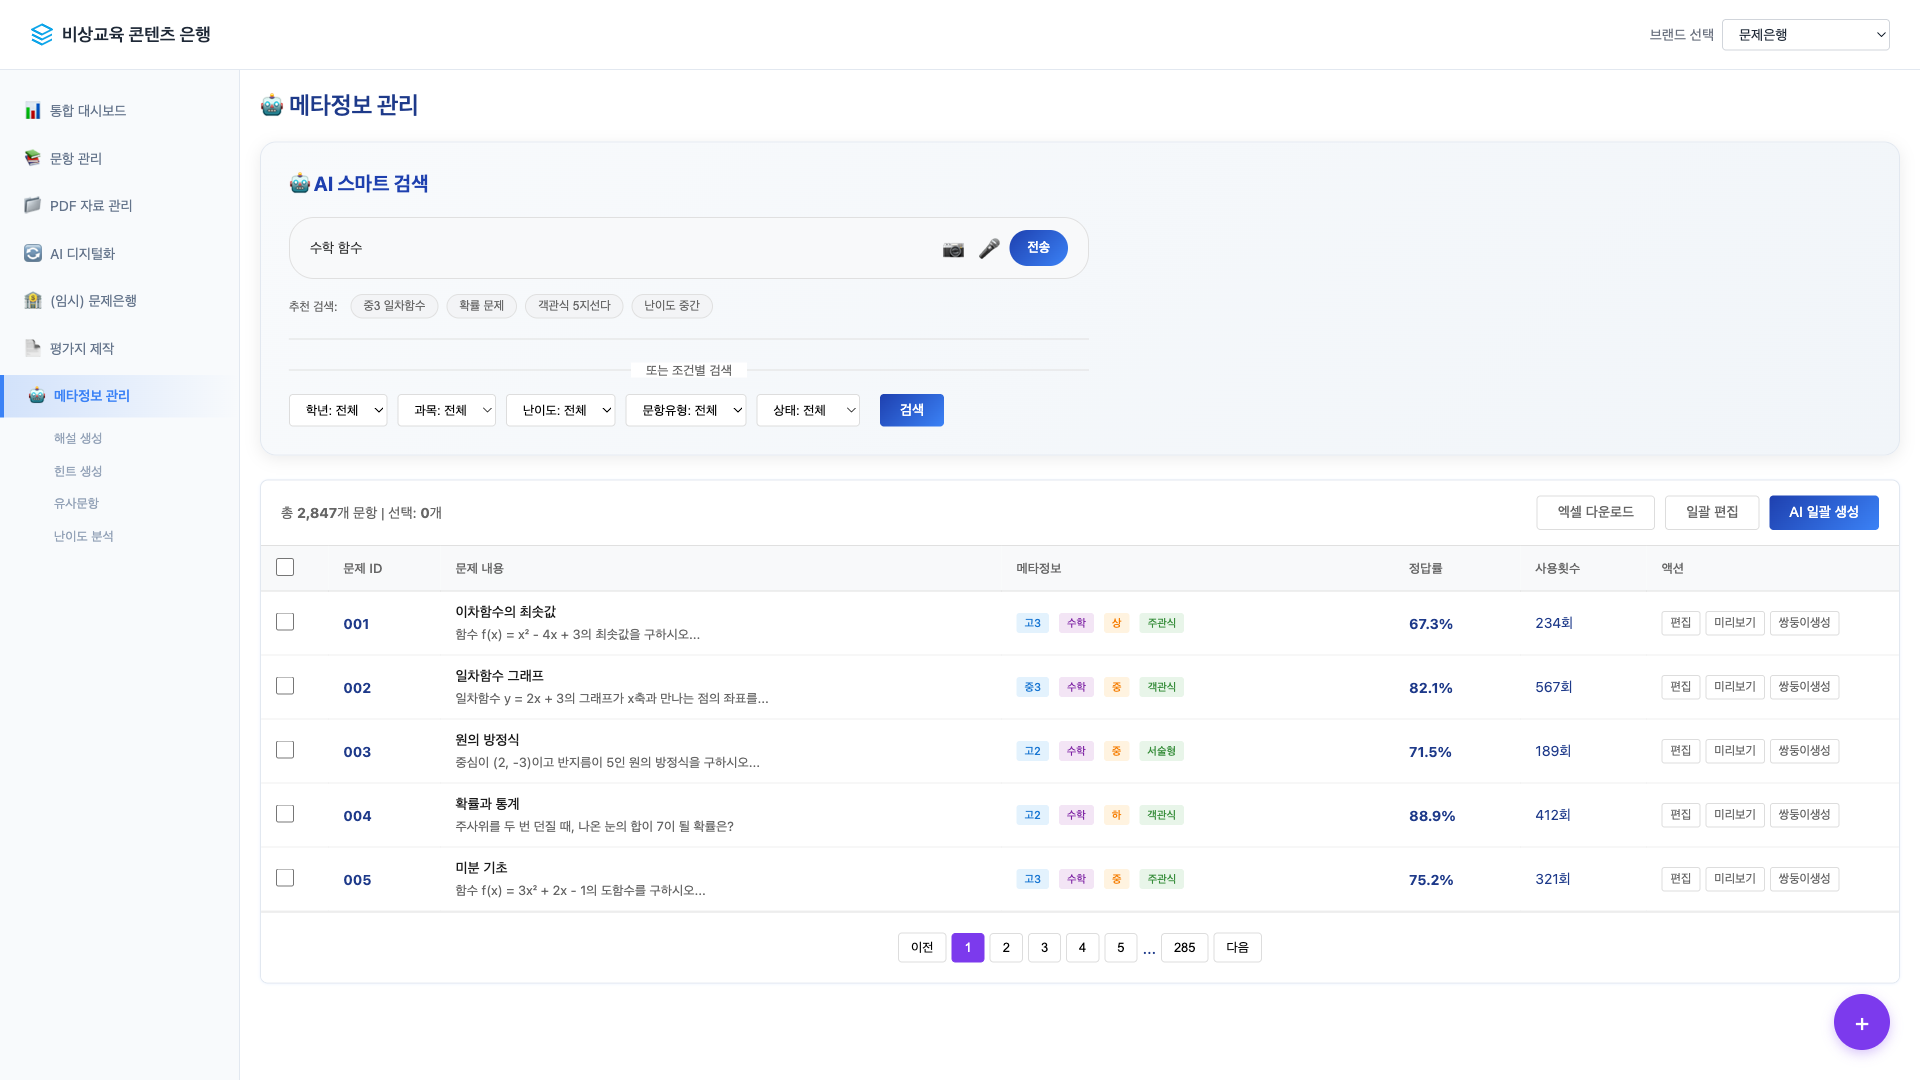 비상교육 콘텐츠 은행
브랜드 선택 문제은행
통합 대시보드
문항 관리
PDF 자료 관리
AI 디지털화
(임시) 문제은행
평가지 제작
메타정보 관리
해설 생성
힌트 생성
유사문항
난이도 분석
메타정보 관리
AI 스마트 검색
수학 함수 전송
추천 검색: 중3 일차함수 확률 문제 객관식 5지선다 난이도 중간
또는 조건별 검색
학년: 전체 과목: 전체 난이도: 전체 문항유형: 전체 상태: 전체 검색
총 2,847개 문항 | 선택: 0개 엑셀 다운로드 일괄 편집 AI 일괄 생성
문제 ID 문제 내용 메타정보 정답률 사용횟수 액션
001 이차함수의 최솟값 고3 수학 상 주관식 67.3% 234회 편집 미리보기 쌍둥이생성
함수 f(x) = x² - 4x + 3의 최솟값을 구하시오...
002 일차함수 그래프 중3 수학 중 객관식 82.1% 567회 편집 미리보기 쌍둥이생성
일차함수 y = 2x + 3의 그래프가 x축과 만나는 점의 좌표를...
003 원의 방정식 고2 수학 중 서술형 71.5% 189회 편집 미리보기 쌍둥이생성
중심이 (2, -3)이고 반지름이 5인 원의 방정식을 구하시오...
004 확률과 통계 고2 수학 하 객관식 88.9% 412회 편집 미리보기 쌍둥이생성
주사위를 두 번 던질 때, 나온 눈의 합이 7이 될 확률은?
005 미분 기초 고3 수학 중 주관식 75.2% 321회 편집 미리보기 쌍둥이생성
함수 f(x) = 3x² + 2x - 1의 도함수를 구하시오...
이전 1 2 3 4 5 ... 285 다음
+